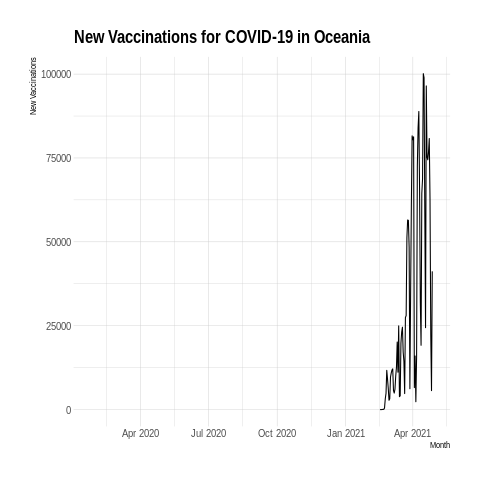 New Vaccinations for COVID-19 in Oceania
New Vaccinations
100000
75000
50000
25000
0
Apr 2020 Jul 2020 Oct 2020 Jan 2021 Apr 2021
Month